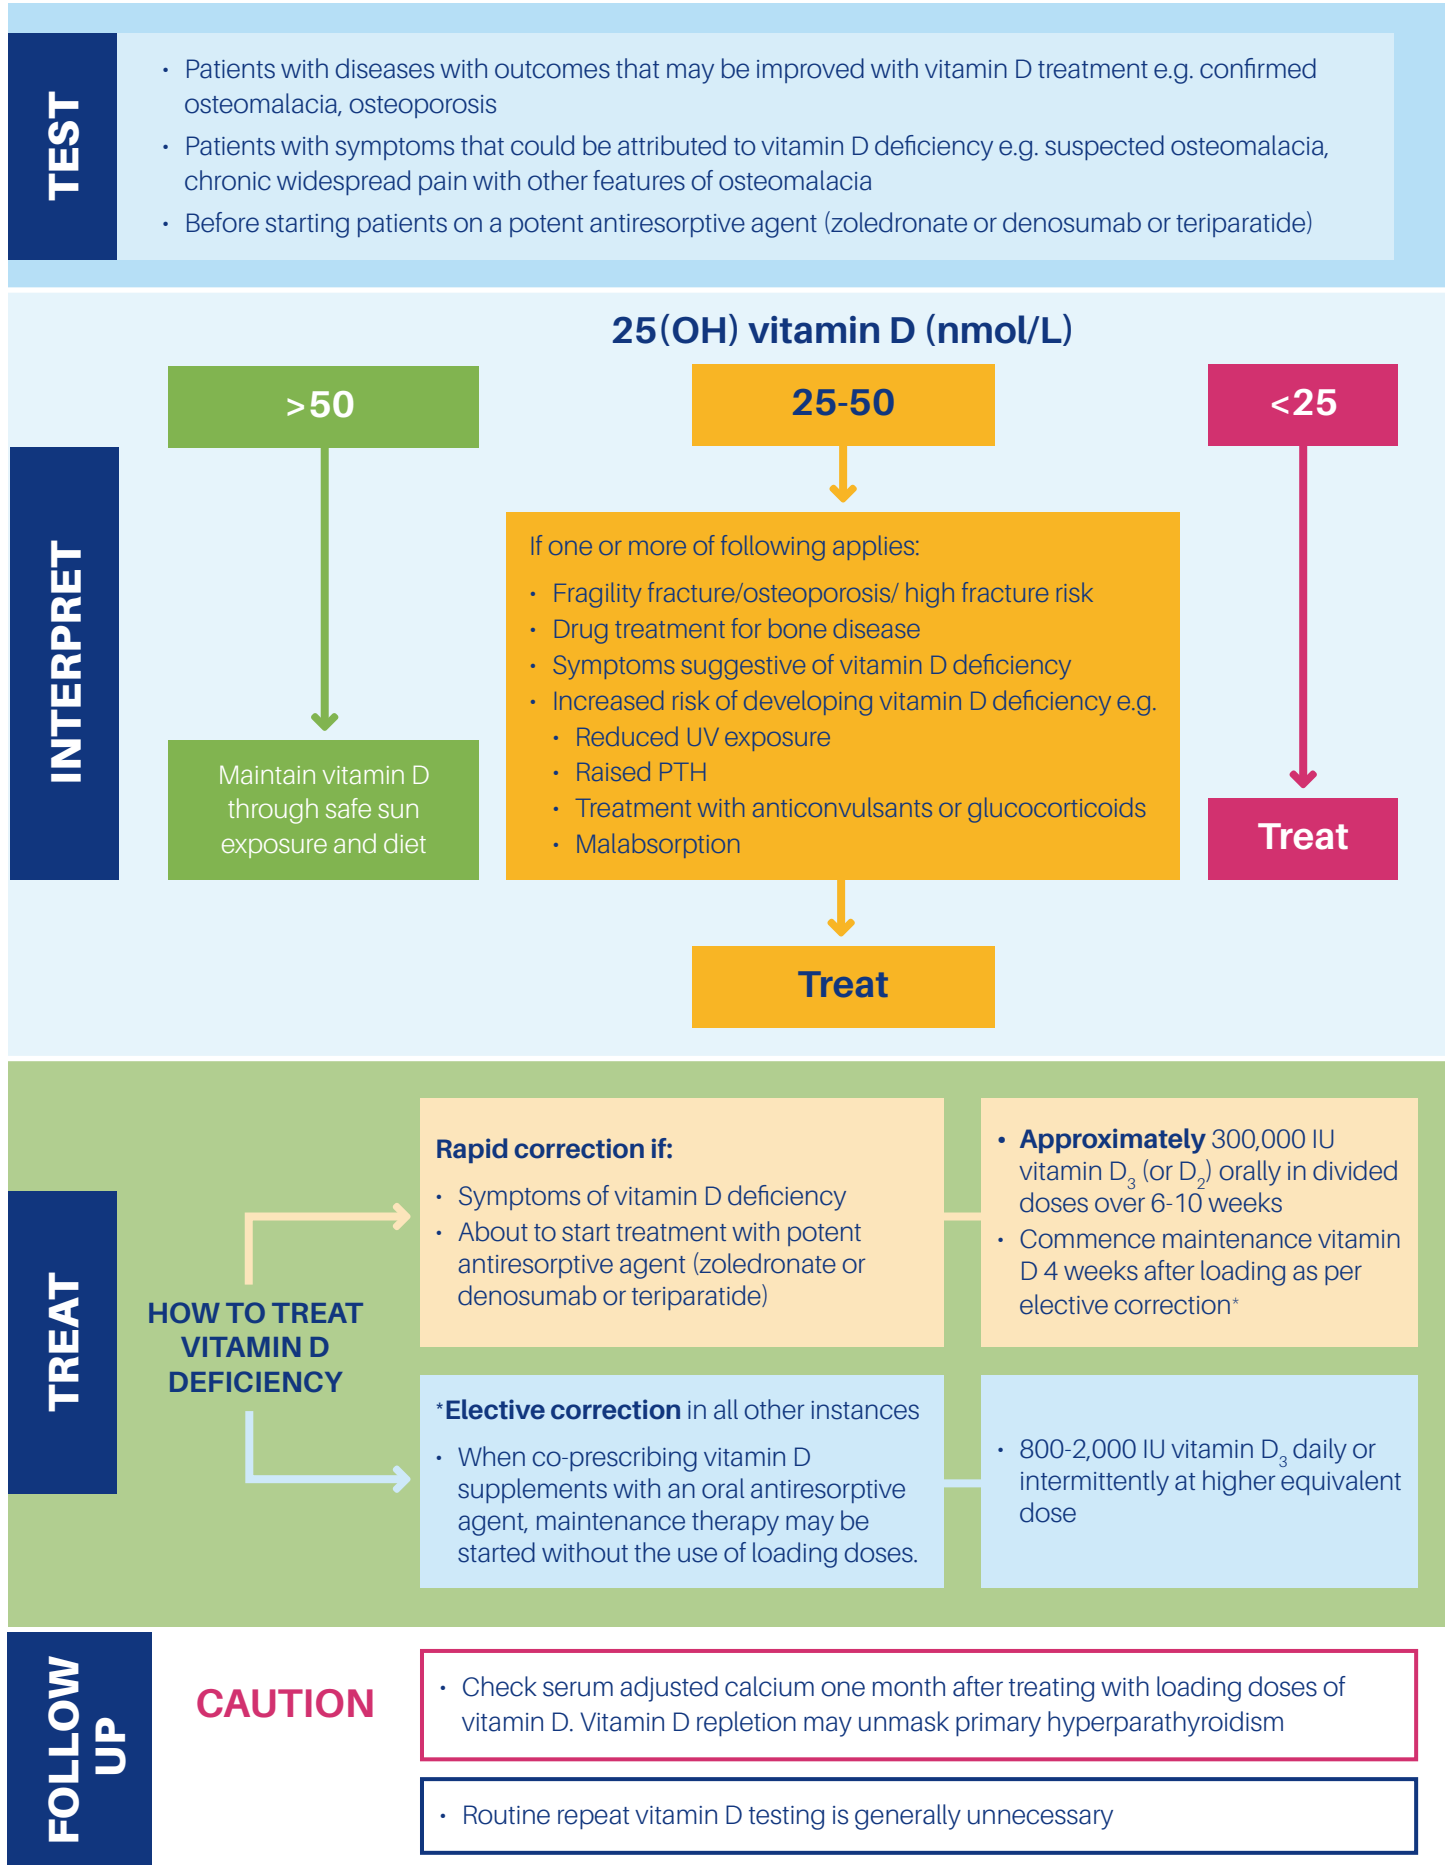 TEST
• Patients with diseases with outcomes that may be improved with vitamin D treatment e.g. confirmed
osteomalacia, osteoporosis
• Patients with symptoms that could be attributed to vitamin D deficiency e.g. suspected osteomalacia,
chronic widespread pain with other features of osteomalacia
• Before starting patients on a potent antiresorptive agent (zoledronate or denosumab or teriparatide)
INTERPRET
25(OH) vitamin D (nmol/L)
>50
25-50
<25
Maintain vitamin D
through safe sun
exposure and diet
If one or more of following applies:
• Fragility fracture/osteoporosis/ high fracture risk
• Drug treatment for bone disease
• Symptoms suggestive of vitamin D deficiency
• Increased risk of developing vitamin D deficiency e.g.
• Reduced UV exposure
• Raised PTH
• Treatment with anticonvulsants or glucocorticoids
• Malabsorption
Treat
Treat
TREAT
HOW TO TREAT
VITAMIN D
DEFICIENCY
Rapid correction if:
• Symptoms of vitamin D deficiency
• About to start treatment with potent
antiresorptive agent (zoledronate or
denosumab or teriparatide)
• Approximately 300,000 IU
vitamin D₃ (or D₂) orally in divided
doses over 6-10 weeks
• Commence maintenance vitamin
D 4 weeks after loading as per
elective correction*
*Elective correction in all other instances
• When co-prescribing vitamin D
supplements with an oral antiresorptive
agent, maintenance therapy may be
started without the use of loading doses.
• 800-2,000 IU vitamin D₃ daily or
intermittently at higher equivalent
dose
FOLLOW
UP
CAUTION
• Check serum adjusted calcium one month after treating with loading doses of
vitamin D. Vitamin D repletion may unmask primary hyperparathyroidism
• Routine repeat vitamin D testing is generally unnecessary